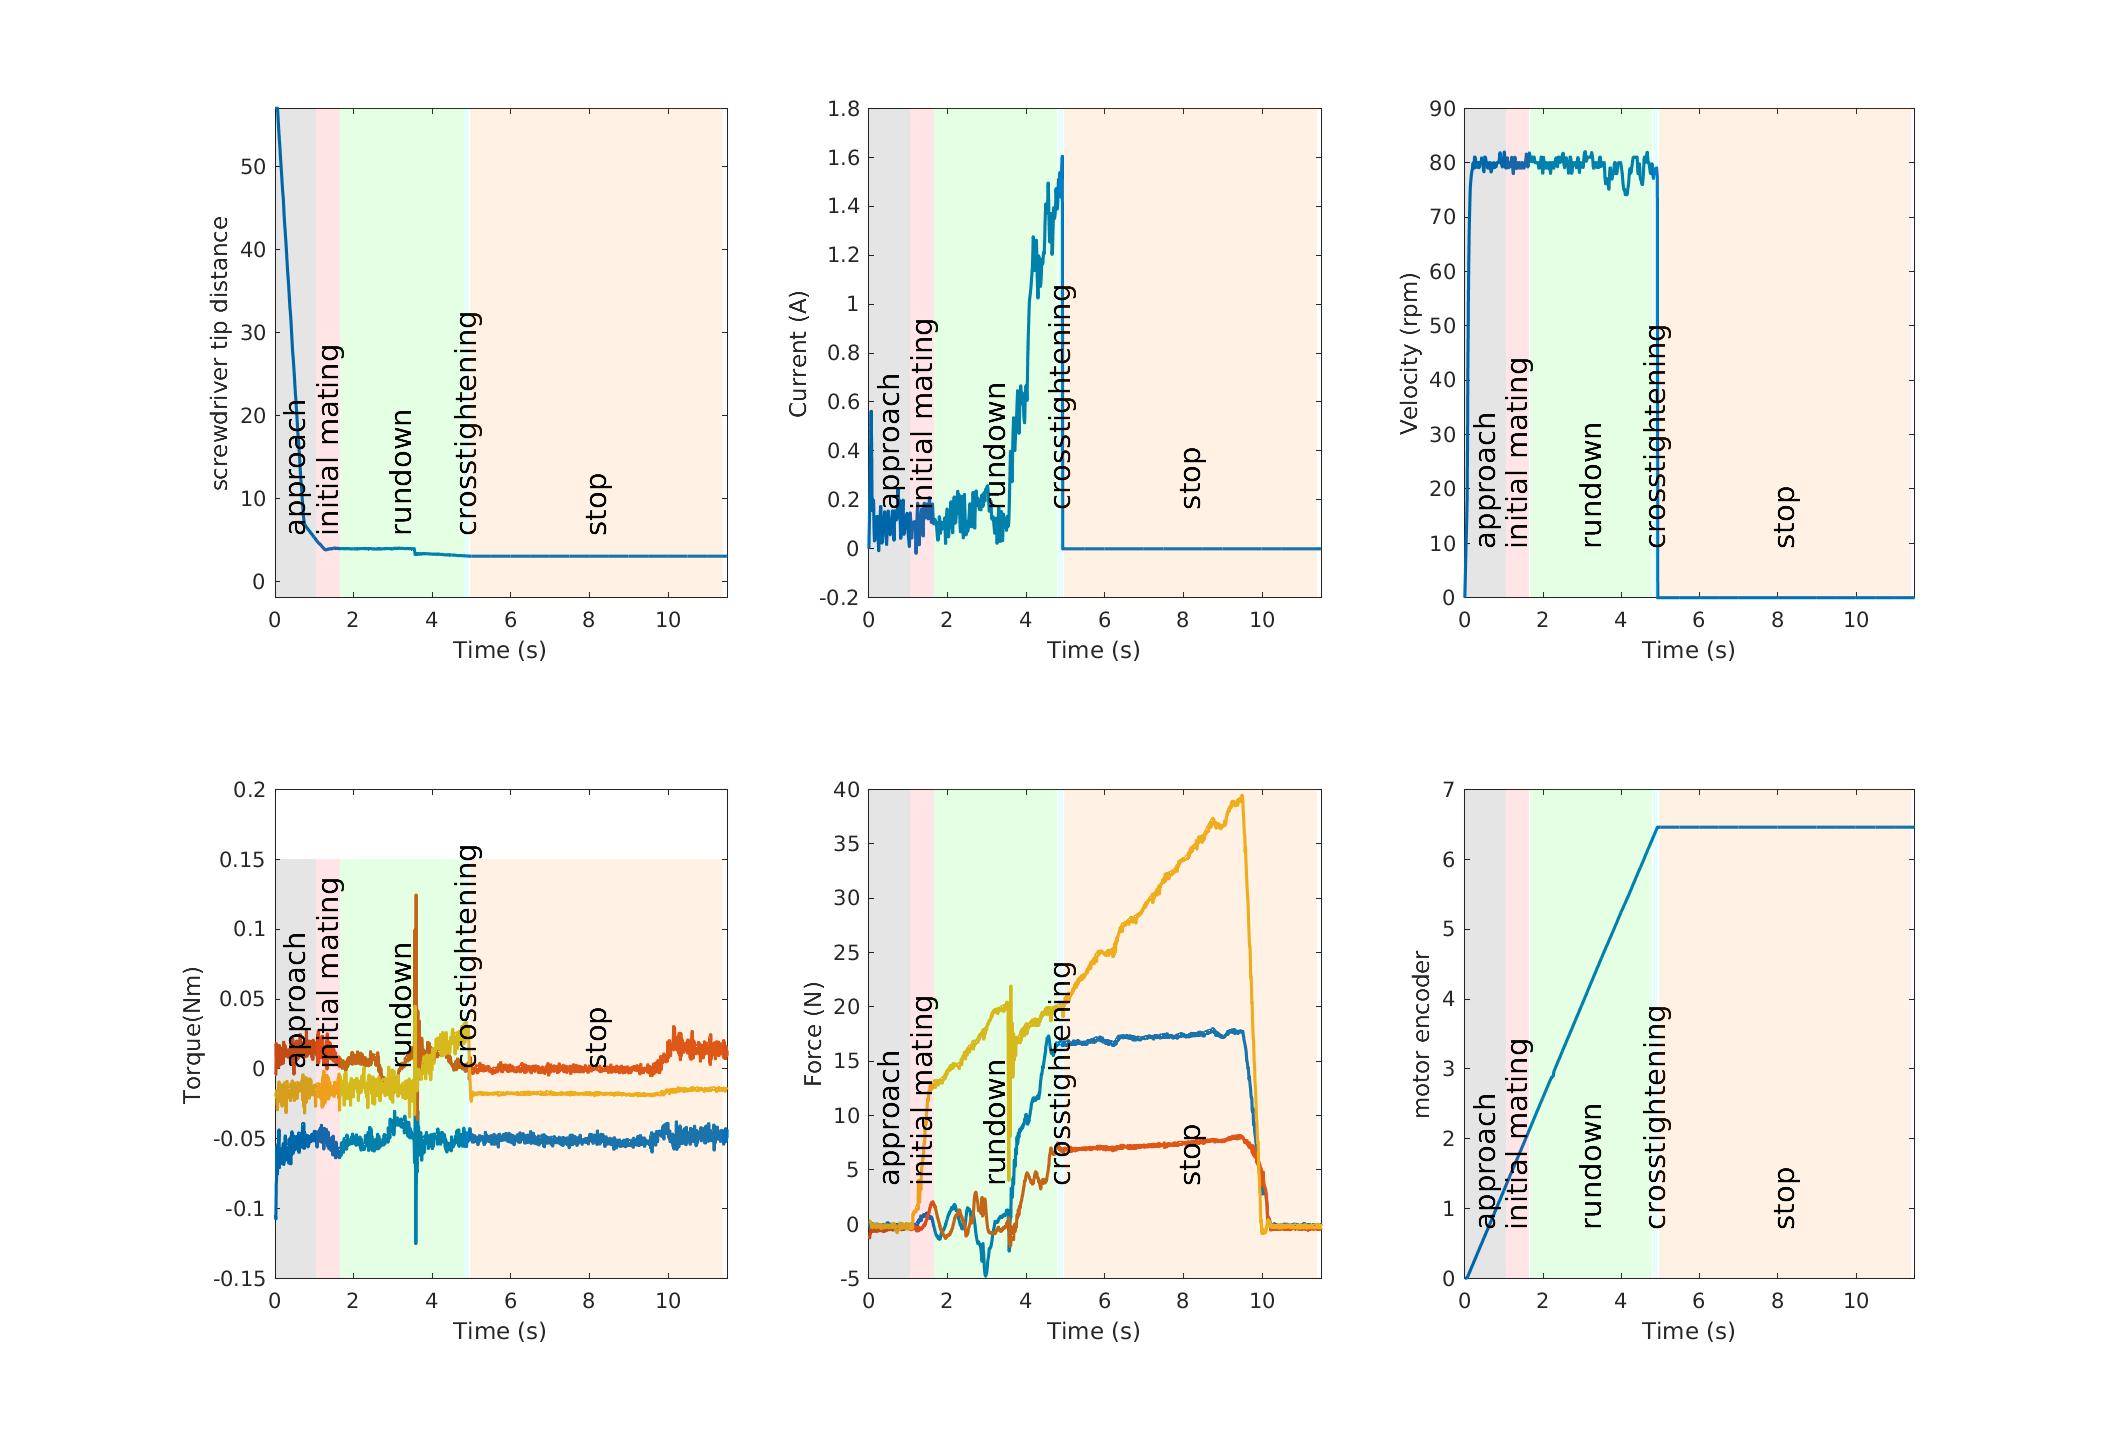 screwdriver tip distance
50
40
30
20
10
0
approach
initial mating
rundown
crosstightening
stop
0 2 4 6 8 10
Time (s)
Current (A)
1.8
1.6
1.4
1.2
1
0.8
0.6
0.4
0.2
0
-0.2
approach
initial mating
rundown
crosstightening
stop
0 2 4 6 8 10
Time (s)
Velocity (rpm)
90
80
70
60
50
40
30
20
10
0
approach
initial mating
rundown
crosstightening
stop
0 2 4 6 8 10
Time (s)
Torque(Nm)
0.2
0.15
0.1
0.05
0
-0.05
-0.1
-0.15
approach
initial mating
rundown
crosstightening
stop
0 2 4 6 8 10
Time (s)
Force (N)
40
35
30
25
20
15
10
5
0
-5
approach
initial mating
rundown
crosstightening
stop
0 2 4 6 8 10
Time (s)
motor encoder
7
6
5
4
3
2
1
0
approach
initial mating
rundown
crosstightening
stop
0 2 4 6 8 10
Time (s)